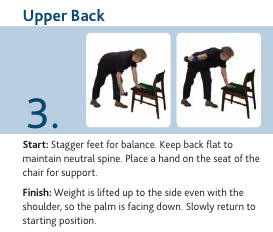 Upper Back
3.
Start: Stagger feet for balance. Keep back flat to
maintain neutral spine. Place a hand on the seat of the
chair for support.
Finish: Weight is lifted up to the side even with the
shoulder, so the palm is facing down. Slowly return to
starting position.